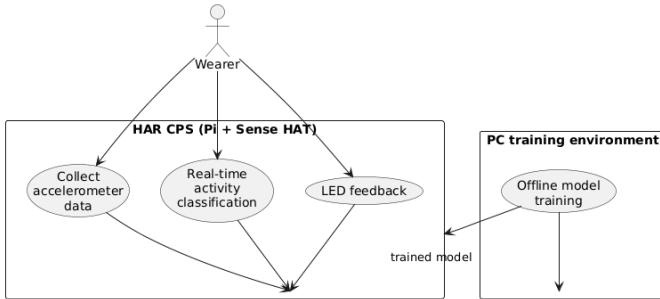 Wearer
HAR CPS (Pi + Sense HAT)
PC training environment
Collect
accelerometer
data
Real-time
activity
classification
LED feedback
Offline model
training
trained model